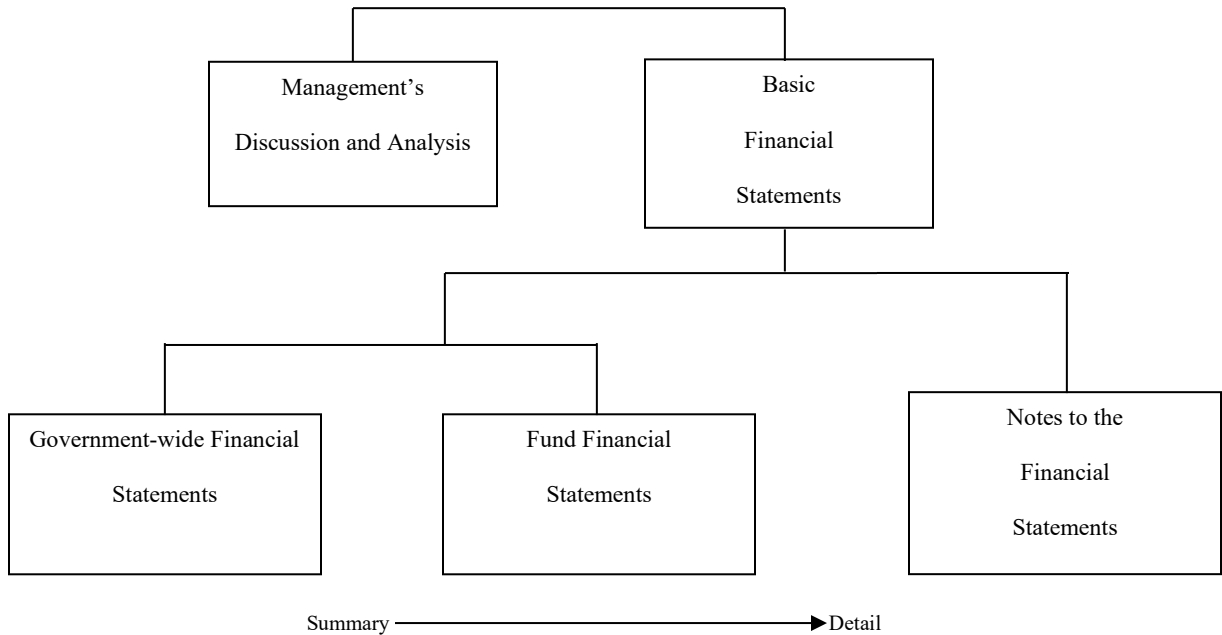 Management’s
Discussion and Analysis
Basic
Financial
Statements
Government-wide Financial
Statements
Fund Financial
Statements
Notes to the
Financial
Statements
Summary
Detail